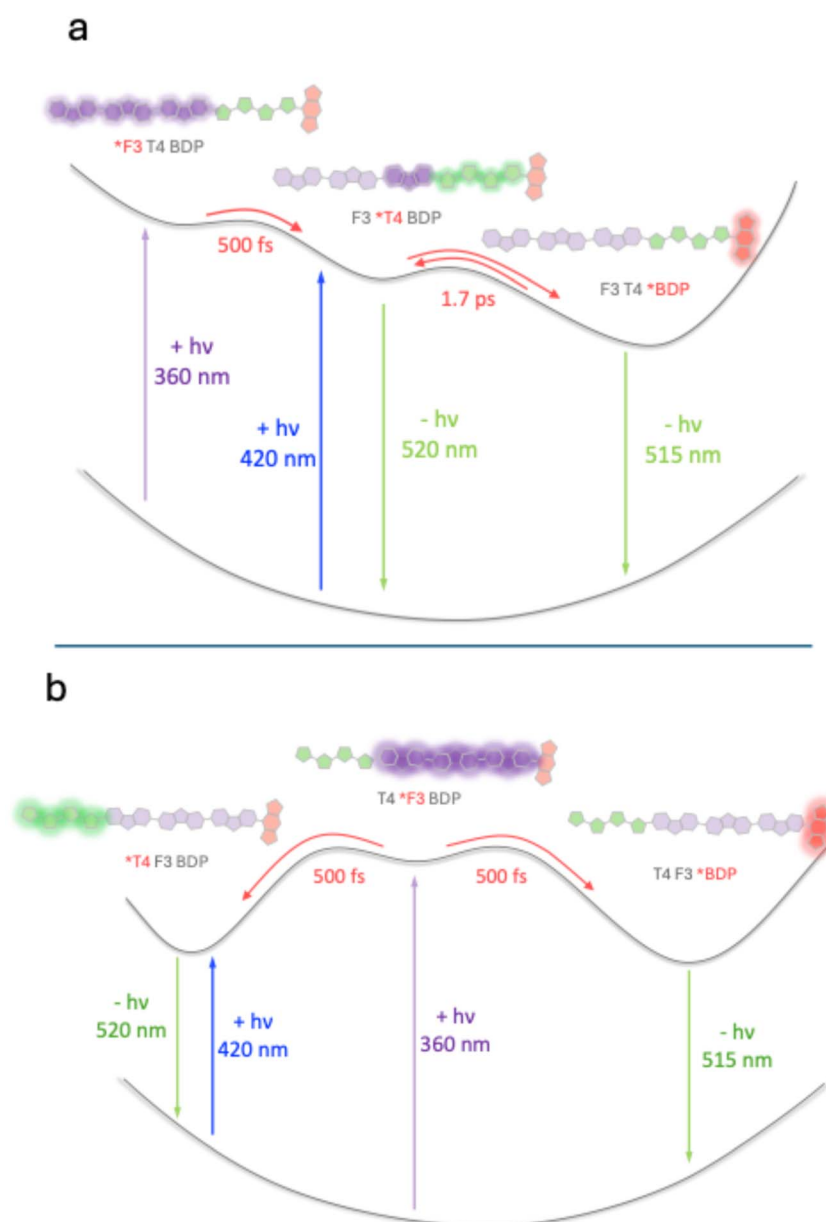 a
*F3 T4 BDP
F3 *T4 BDP
500 fs
F3 T4 *BDP
1.7 ps
+ hν
360 nm
+ hν
420 nm
- hν
520 nm
- hν
515 nm
b
T4 *F3 BDP
*T4 F3 BDP
T4 F3 *BDP
500 fs
500 fs
- hν
520 nm
+ hν
420 nm
+ hν
360 nm
- hν
515 nm